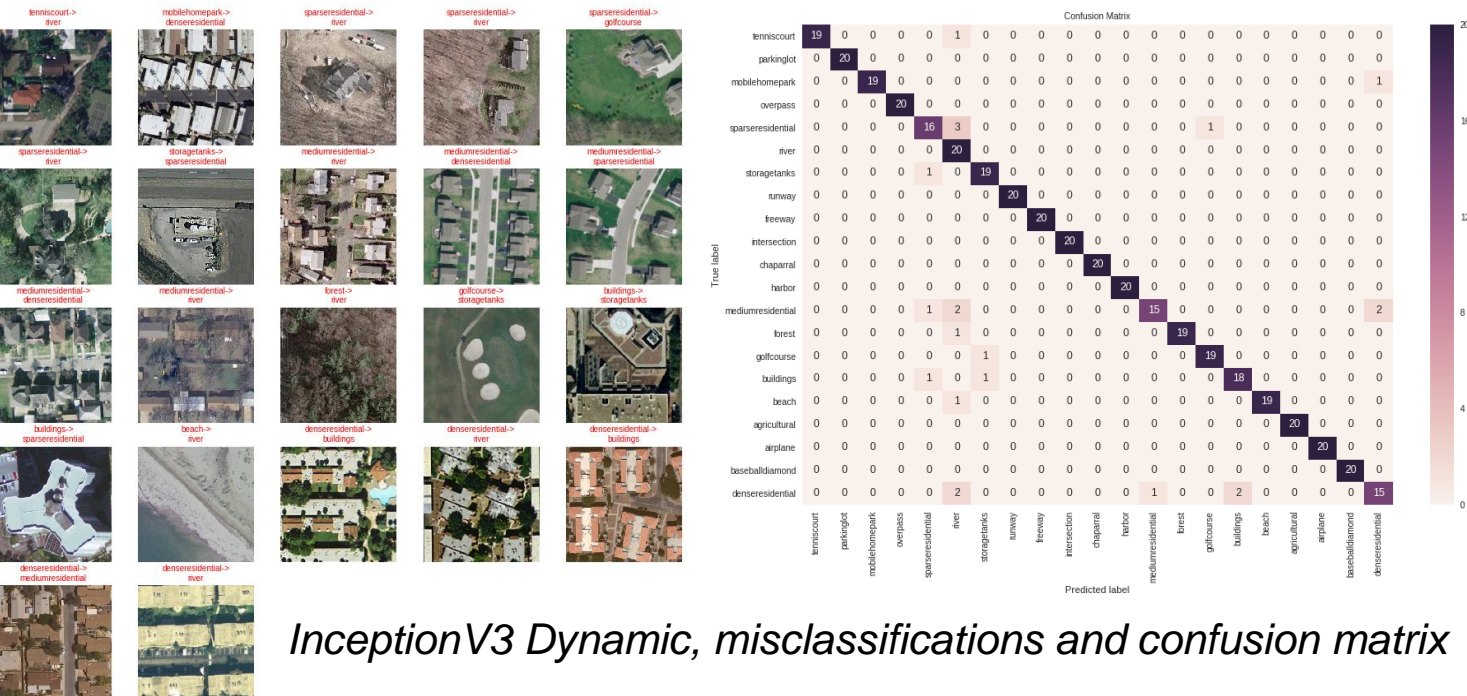 tenniscourt->
river
mobilehomepark->
denseresidential
sparseresidential->
river
sparseresidential->
river
sparseresidential->
golfcourse
sparseresidential->
river
storagetanks->
sparseresidential
mediumresidential->
river
mediumresidential->
denseresidential
mediumresidential->
sparseresidential
mediumresidential->
denseresidential
mediumresidential->
river
forest->
river
golfcourse->
storagetanks
buildings->
storagetanks
buildings->
sparseresidential
beach->
river
denseresidential->
buildings
denseresidential->
river
denseresidential->
buildings
denseresidential->
mediumresidential
denseresidential->
river
Confusion Matrix
True label
tenniscourt 19 0 0 0 0 1 0 0 0 0 0 0 0 0 0 0 0 0 0 0 0
parkinglot 0 20 0 0 0 0 0 0 0 0 0 0 0 0 0 0 0 0 0 0 0
mobilehomepark 0 0 19 0 0 0 0 0 0 0 0 0 0 0 0 0 0 0 0 0 1
overpass 0 0 0 20 0 0 0 0 0 0 0 0 0 0 0 0 0 0 0 0 0
sparseresidential 0 0 0 0 16 3 0 0 0 0 0 0 0 0 1 0 0 0 0 0 0
river 0 0 0 0 0 20 0 0 0 0 0 0 0 0 0 0 0 0 0 0 0
storagetanks 0 0 0 0 1 0 19 0 0 0 0 0 0 0 0 0 0 0 0 0 0
runway 0 0 0 0 0 0 0 20 0 0 0 0 0 0 0 0 0 0 0 0 0
freeway 0 0 0 0 0 0 0 0 20 0 0 0 0 0 0 0 0 0 0 0 0
intersection 0 0 0 0 0 0 0 0 0 20 0 0 0 0 0 0 0 0 0 0 0
chaparral 0 0 0 0 0 0 0 0 0 0 20 0 0 0 0 0 0 0 0 0 0
harbor 0 0 0 0 0 0 0 0 0 0 0 20 0 0 0 0 0 0 0 0 0
mediumresidential 0 0 0 0 1 2 0 0 0 0 0 0 15 0 0 0 0 0 0 0 2
forest 0 0 0 0 0 1 0 0 0 0 0 0 0 19 0 0 0 0 0 0 0
golfcourse 0 0 0 0 0 0 1 0 0 0 0 0 0 0 19 0 0 0 0 0 0
buildings 0 0 0 0 1 0 1 0 0 0 0 0 0 0 0 18 0 0 0 0 0
beach 0 0 0 0 0 1 0 0 0 0 0 0 0 0 0 0 19 0 0 0 0
agricultural 0 0 0 0 0 0 0 0 0 0 0 0 0 0 0 0 0 20 0 0 0
airplane 0 0 0 0 0 0 0 0 0 0 0 0 0 0 0 0 0 0 20 0 0
baseballdiamond 0 0 0 0 0 0 0 0 0 0 0 0 0 0 0 0 0 0 0 20 0
denseresidential 0 0 0 0 0 2 0 0 0 0 0 0 1 0 0 2 0 0 0 0 15
tenniscourt
parkinglot
mobilehomepark
overpass
sparseresidential
river
storagetanks
runway
freeway
intersection
chaparral
harbor
mediumresidential
forest
golfcourse
buildings
beach
agricultural
airplane
baseballdiamond
denseresidential
Predicted label
8
4
0
InceptionV3 Dynamic, misclassifications and confusion matrix